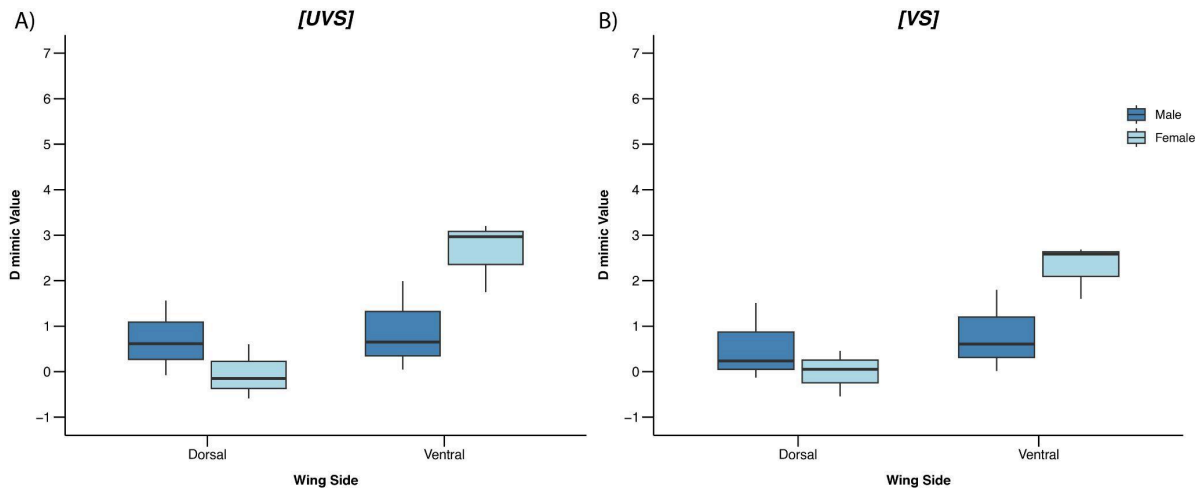 A)
[UVS]
7
6
5
4
3
2
1
0
−1
D mimic Value
Dorsal
Ventral
Wing Side
B)
[VS]
7
6
5
4
3
2
1
0
−1
D mimic Value
Dorsal
Ventral
Wing Side
Male
Female